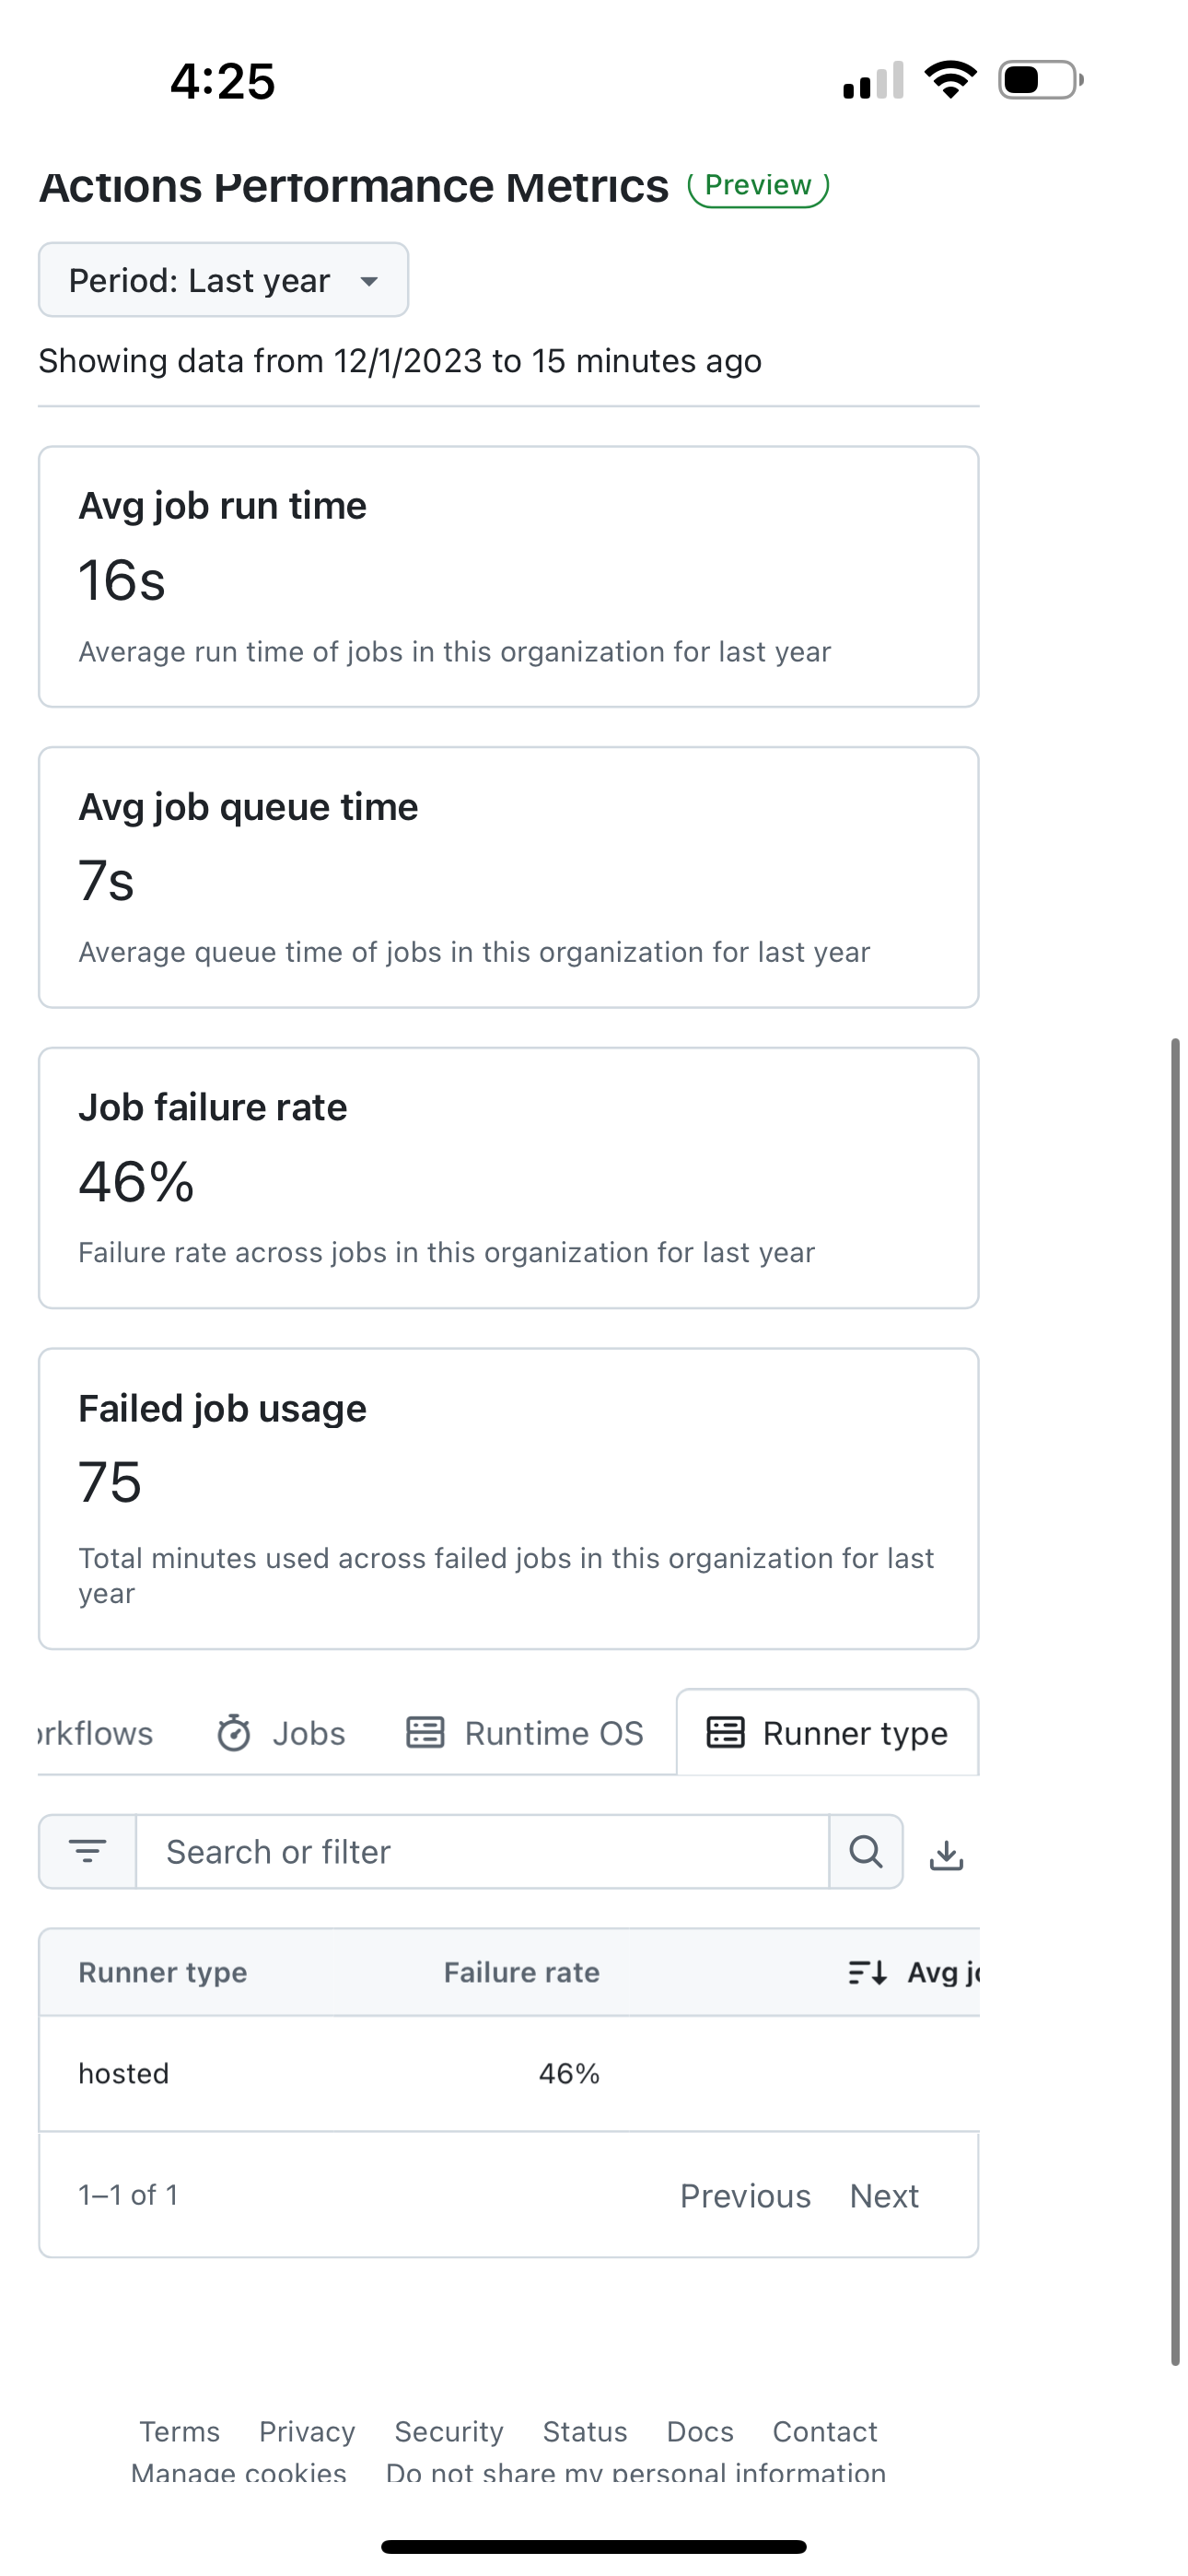 4:25
Actions Performance Metrics Preview
Period: Last year
Showing data from 12/1/2023 to 15 minutes ago
Avg job run time
16s
Average run time of jobs in this organization for last year
Avg job queue time
7s
Average queue time of jobs in this organization for last year
Job failure rate
46%
Failure rate across jobs in this organization for last year
Failed job usage
75
Total minutes used across failed jobs in this organization for last
year
orkflows Jobs Runtime OS Runner type
Search or filter
Runner type Failure rate Avg jo
hosted 46%
1–1 of 1 Previous Next
Terms Privacy Security Status Docs Contact
Manage cookies Do not share my personal information